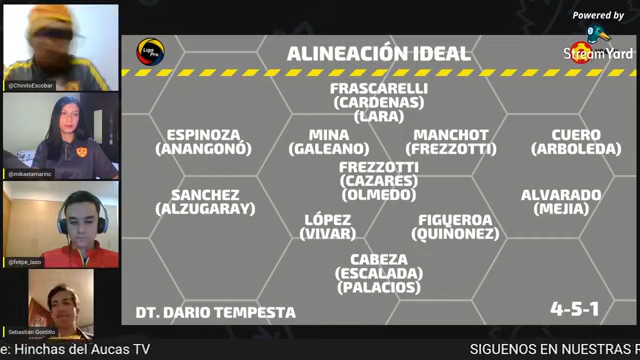 Powered by
StreamYard
Liga
Pro
ALINEACIÓN IDEAL
@ChinitoEscobar
FRASCARELLI
(CARDENAS)
(LARA)
ESPINOZA
(ANANGONÓ)
MINA
(GALEANO)
MANCHOT
(FREZZOTTI)
CUERO
(ARBOLEDA)
@mikaelamarinc
FREZZOTTI
(CAZARES)
(OLMEDO)
SANCHEZ
(ALZUGARAY)
ALVARADO
(MEJIA)
LÓPEZ
(VIVAR)
FIGUEROA
(QUIÑONEZ)
@felipe_laso
CABEZA
(ESCALADA)
(PALACIOS)
DT. DARIO TEMPESTA
4-5-1
Sebastián Gordillo
e: Hinchas del Aucas TV
SIGUENOS EN NUESTRAS R